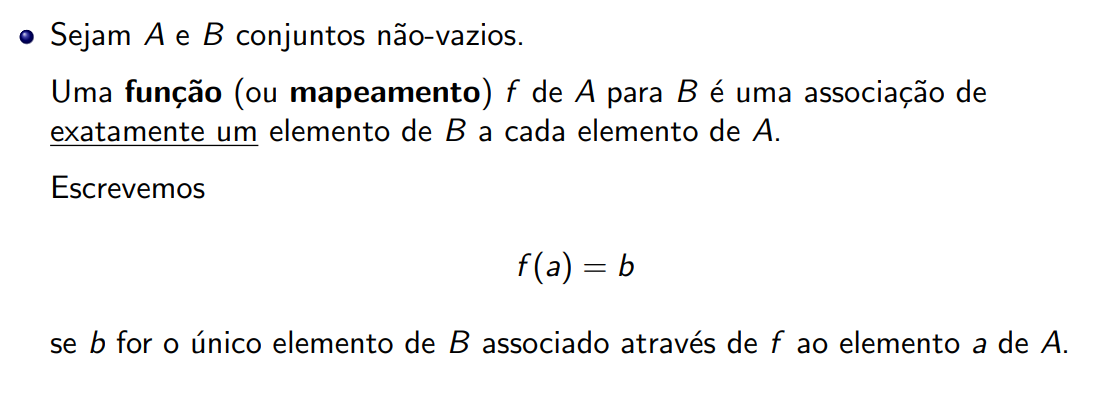 Sejam A e B conjuntos não-vazios.
Uma função (ou mapeamento) f de A para B é uma associação de
exatamente um elemento de B a cada elemento de A.
Escrevemos
f(a) = b
se b for o único elemento de B associado através de f ao elemento a de A.